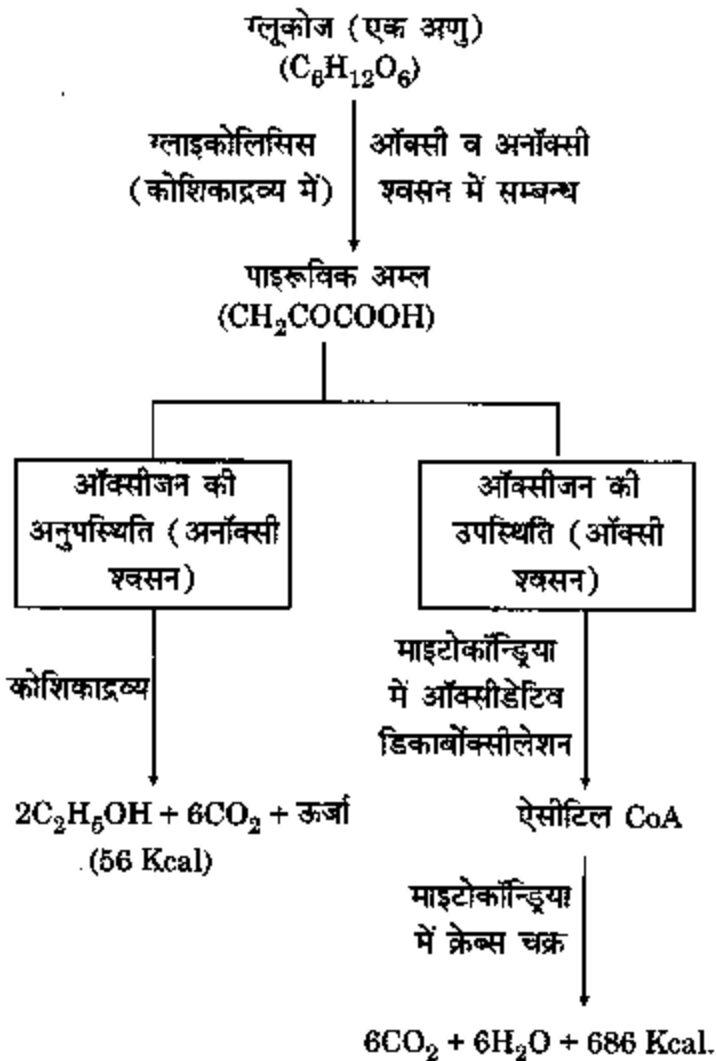 ग्लूकोज (एक अणु)
(C₆H₁₂O₆)
ग्लाइकोलिसिस
(कोशिकाद्रव्य में)
ऑक्सी व अनॉक्सी
श्वसन में सम्बन्ध
पाइरूविक अम्ल
(CH₂COCOOH)
ऑक्सीजन की
अनुपस्थिति (अनॉक्सी
श्वसन)
ऑक्सीजन की
उपस्थिति (ऑक्सी
श्वसन)
कोशिकाद्रव्य
माइटोकॉन्ड्रिया
में ऑक्सीडेटिव
डिकार्बोक्सीलेशन
2C₂H₅OH + 6CO₂ + ऊर्जा
(56 Kcal)
ऐसीटिल CoA
माइटोकॉन्ड्रिया
में क्रेब्स चक्र
6CO₂ + 6H₂O + 686 Kcal.